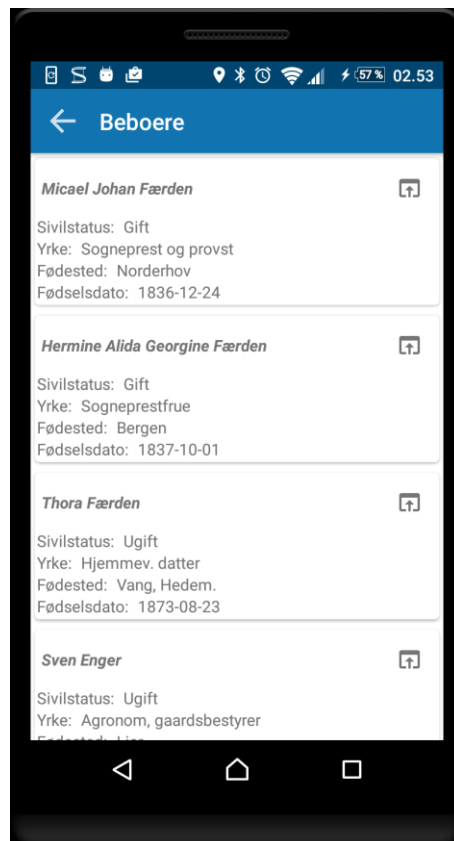 57% 02.53
Beboere
Micael Johan Færden
Sivilstatus: Gift
Yrke: Sogneprest og provst
Fødested: Norderhov
Fødselsdato: 1836-12-24
Hermine Alida Georgine Færden
Sivilstatus: Gift
Yrke: Sogneprestfrue
Fødested: Bergen
Fødselsdato: 1837-10-01
Thora Færden
Sivilstatus: Ugift
Yrke: Hjemmev. datter
Fødested: Vang, Hedem.
Fødselsdato: 1873-08-23
Sven Enger
Sivilstatus: Ugift
Yrke: Agronom, gaardsbestyrer